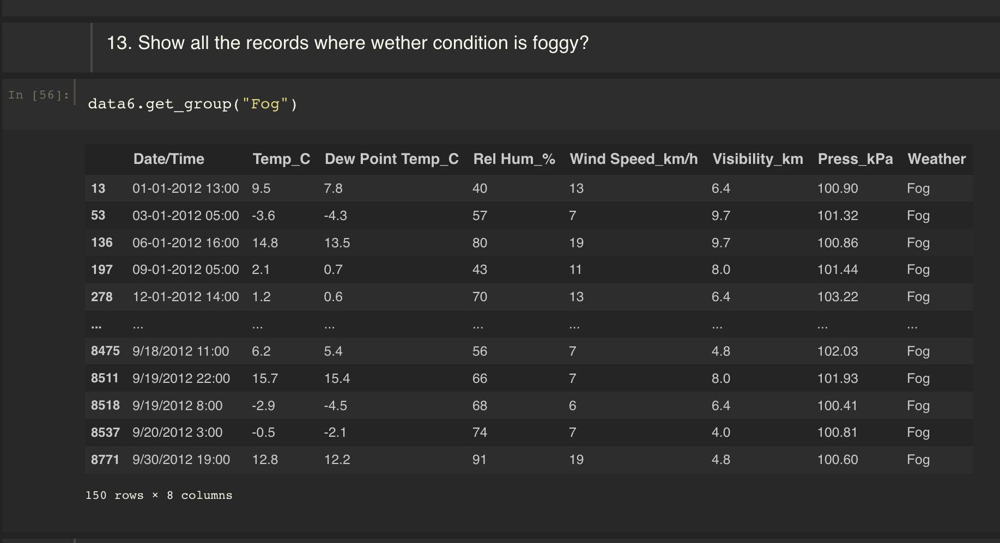 13. Show all the records where wether condition is foggy?
In [56]:
data6.get_group("Fog")
Date/Time Temp_C Dew Point Temp_C Rel Hum_% Wind Speed_km/h Visibility_km Press_kPa Weather
13 01-01-2012 13:00 9.5 7.8 40 13 6.4 100.90 Fog
53 03-01-2012 05:00 -3.6 -4.3 57 7 9.7 101.32 Fog
136 06-01-2012 16:00 14.8 13.5 80 19 9.7 100.86 Fog
197 09-01-2012 05:00 2.1 0.7 43 11 8.0 101.44 Fog
278 12-01-2012 14:00 1.2 0.6 70 13 6.4 103.22 Fog
... ... ... ... ... ... ... ... ...
8475 9/18/2012 11:00 6.2 5.4 56 7 4.8 102.03 Fog
8511 9/19/2012 22:00 15.7 15.4 66 7 8.0 101.93 Fog
8518 9/19/2012 8:00 -2.9 -4.5 68 6 6.4 100.41 Fog
8537 9/20/2012 3:00 -0.5 -2.1 74 7 4.0 100.81 Fog
8771 9/30/2012 19:00 12.8 12.2 91 19 4.8 100.60 Fog
150 rows × 8 columns